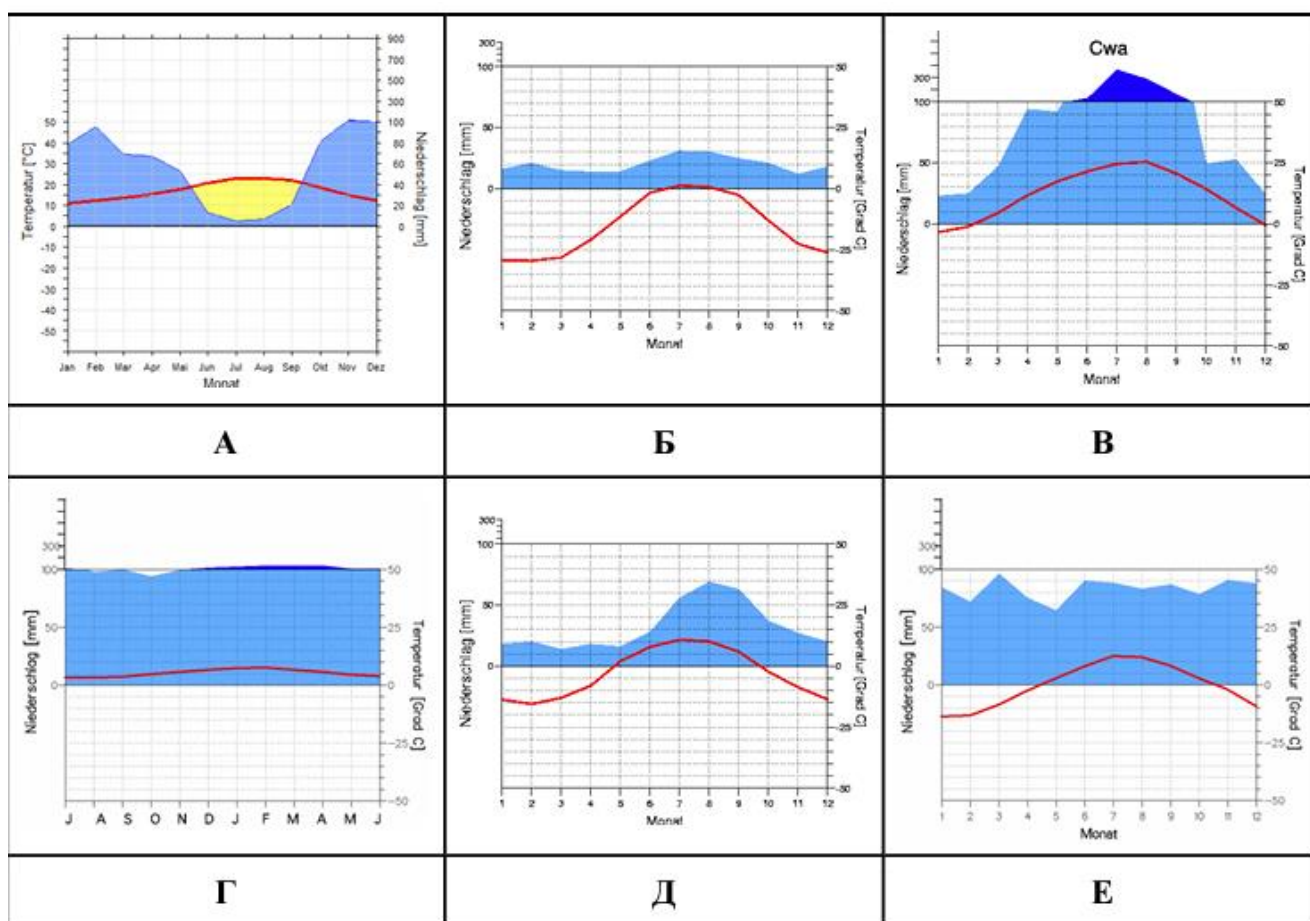 Temperatur [°C]
50
40
30
20
10
0
-10
-20
-30
-40
-50
900
700
500
300
100
80
60
40
20
0
Niederschlag [mm]
Jan Feb Mar Apr Mai Jun Jul Aug Sep Okt Nov Dez
Monat
Niederschlag [mm]
300
100
50
0
50
25
0
-25
-50
Temperatur [Grad C]
1 2 3 4 5 6 7 8 9 10 11 12
Monat
Cwa
Niederschlag [mm]
300
100
50
0
50
25
0
-25
-50
Temperatur [Grad C]
1 2 3 4 5 6 7 8 9 10 11 12
Monat
А Б В
Niederschlag [mm]
300
100
50
0
50
25
0
-25
-50
Temperatur [Grad C]
J A S O N D J F M A M J
Niederschlag [mm]
300
100
50
0
50
25
0
-25
-50
Temperatur [Grad C]
1 2 3 4 5 6 7 8 9 10 11 12
Monat
Niederschlag [mm]
300
100
50
0
50
25
0
-25
-50
Temperatur [Grad C]
1 2 3 4 5 6 7 8 9 10 11 12
Monat
Г Д Е